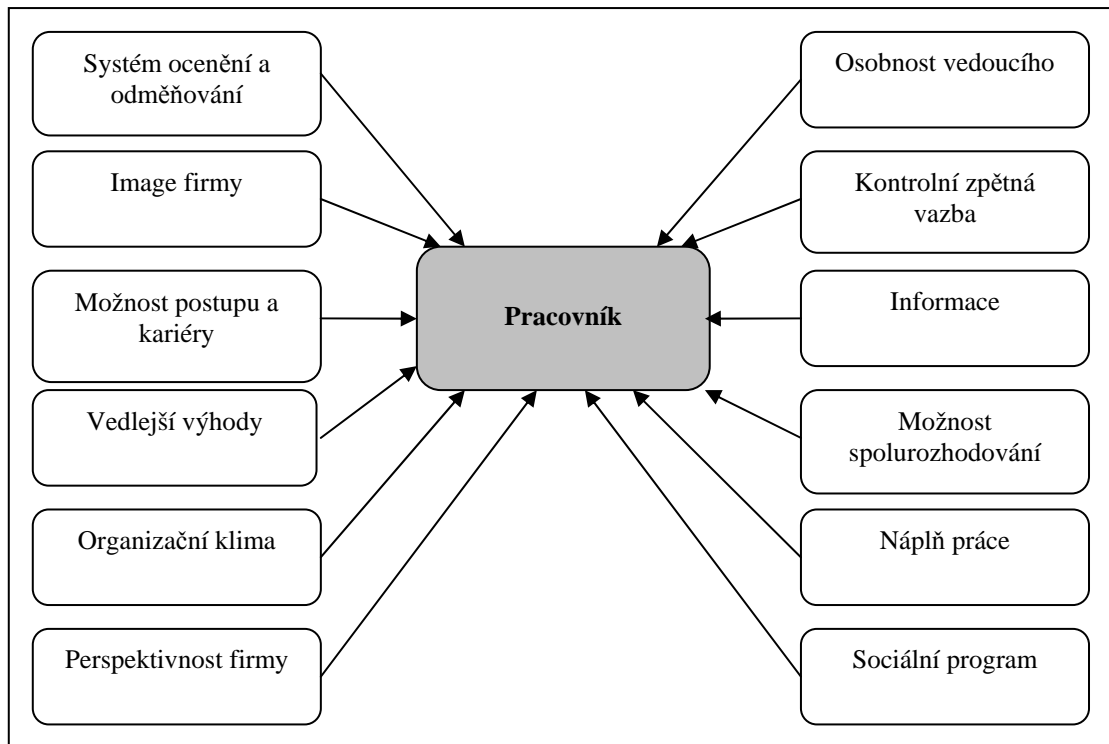 Systém ocenění a
odměňování
Image firmy
Možnost postupu a
kariéry
Vedlejší výhody
Organizační klima
Perspektivnost firmy
Pracovník
Osobnost vedoucího
Kontrolní zpětná
vazba
Informace
Možnost
spolurozhodování
Náplň práce
Sociální program